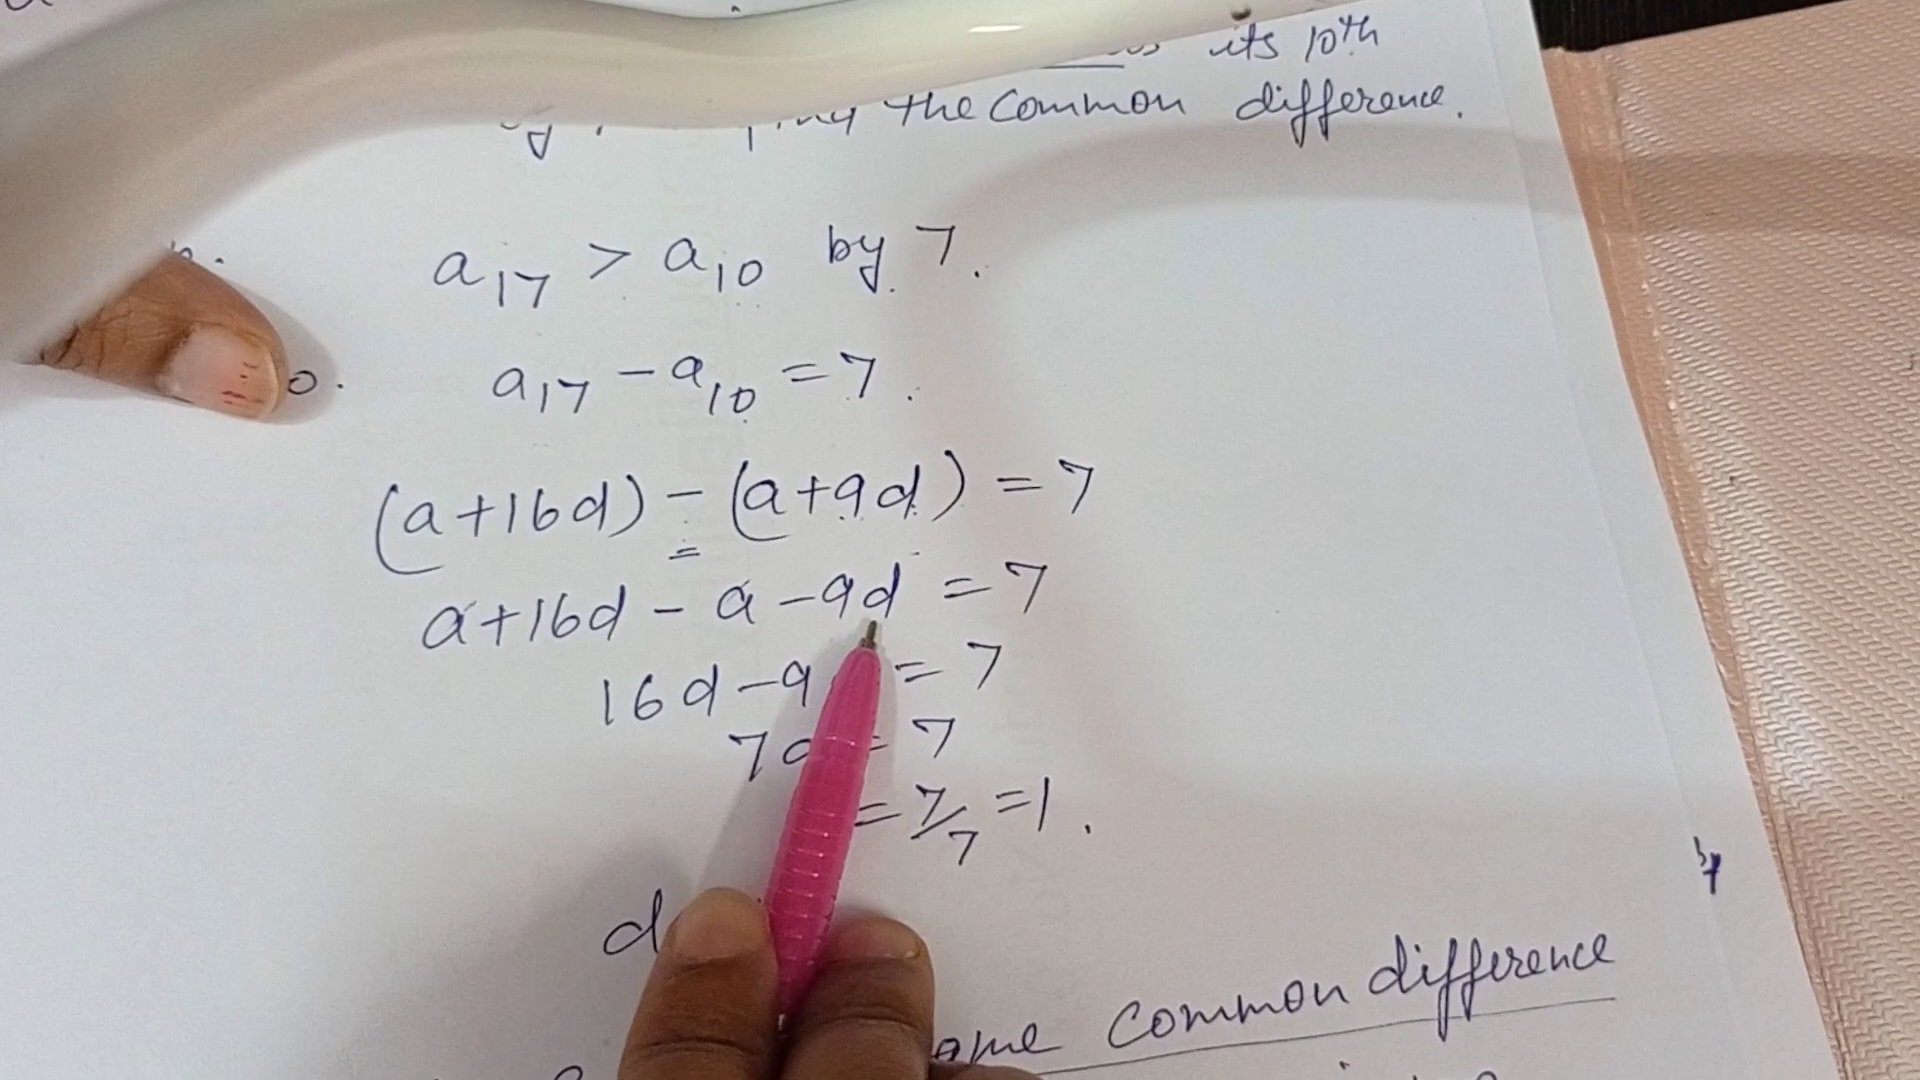 its 10th
the common difference.
a17 > a10 by 7.
a17 - a10 = 7.
(a+16d) - (a+9d) = 7
a+16d - a - 9d = 7
16d - 9 = 7
7 = 7
= 7/7 = 1.
d
common difference